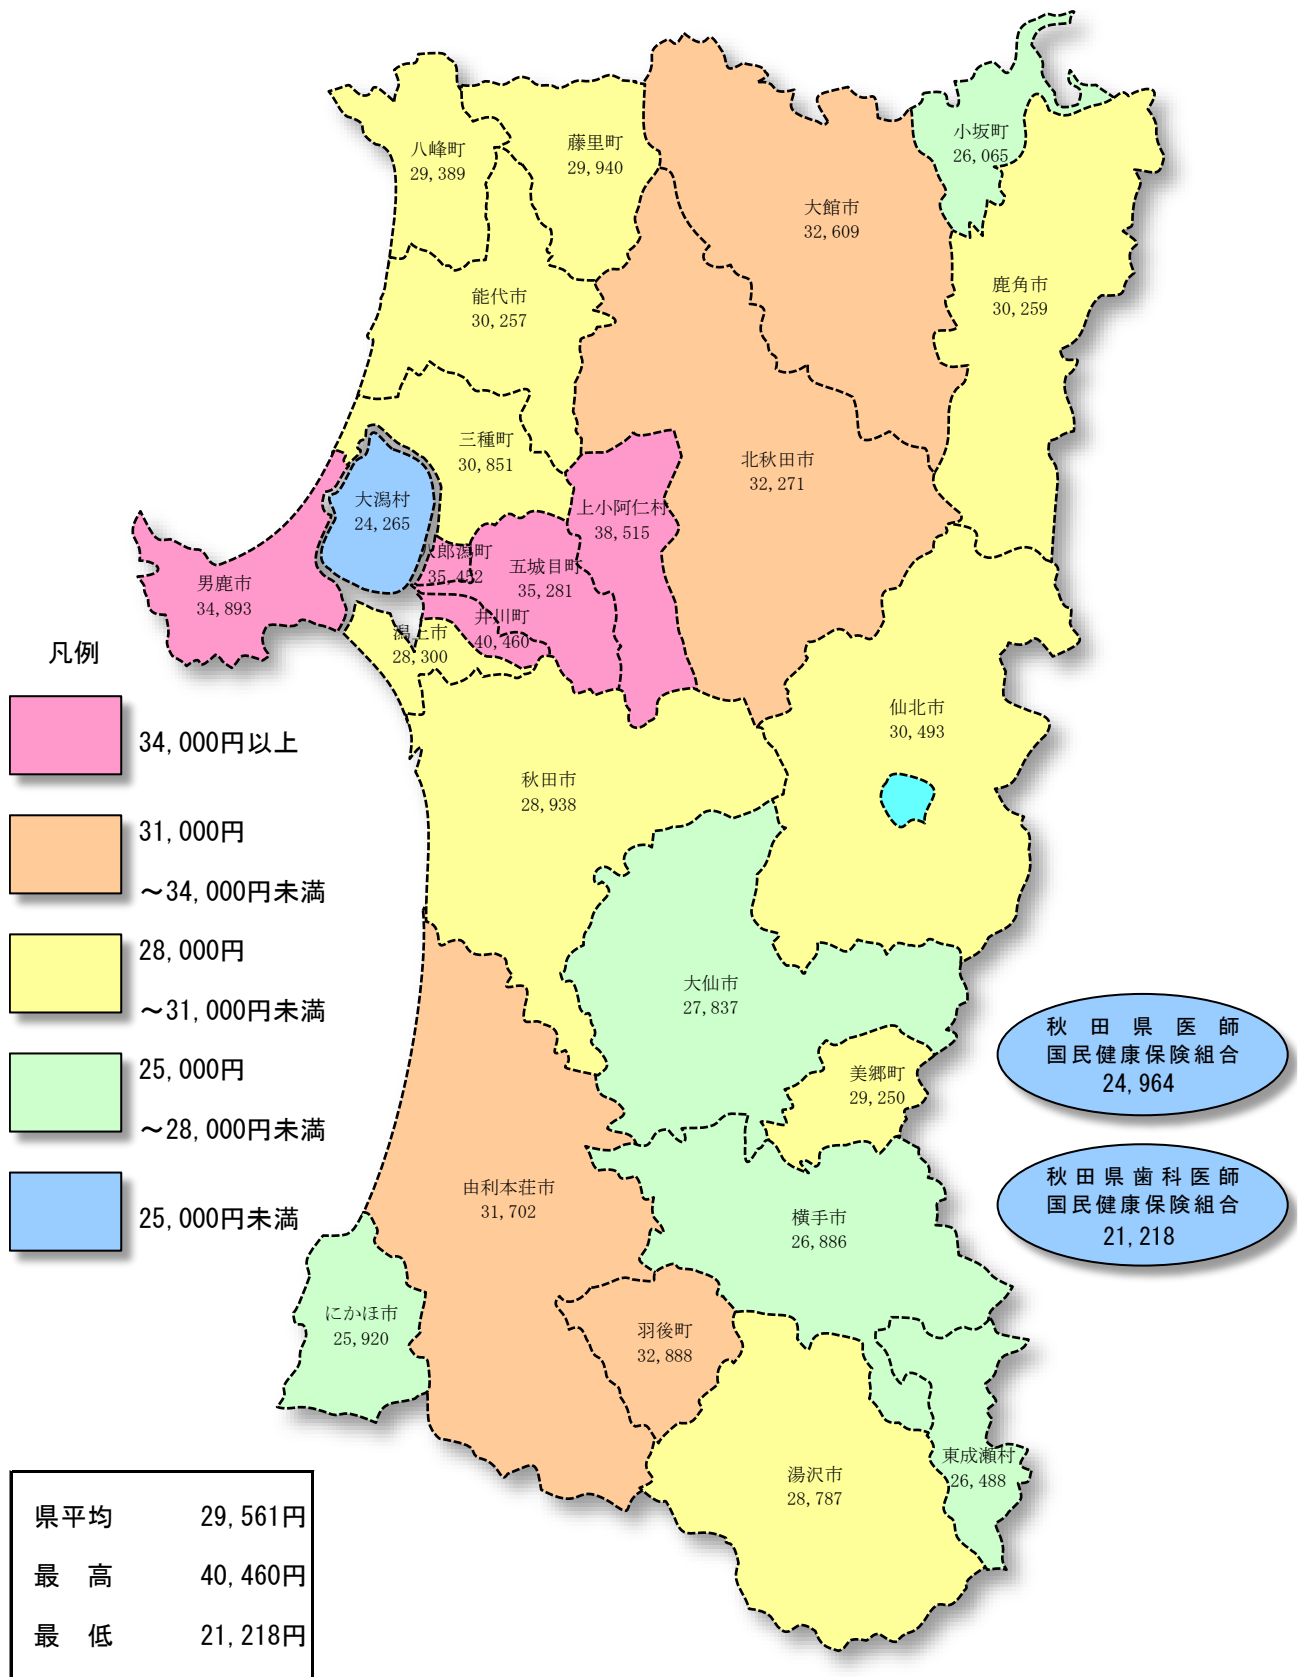 八峰町
29,389
藤里町
29,940
小坂町
26,065
大館市
32,609
鹿角市
30,259
能代市
30,257
三種町
30,851
北秋田市
32,271
大潟村
24,265
上小阿仁村
38,515
郎潟町
35,452
五城目町
35,281
男鹿市
34,893
井川町
40,460
潟上市
28,300
仙北市
30,493
秋田市
28,938
凡例
34,000円以上
31,000円
～34,000円未満
28,000円
～31,000円未満
25,000円
～28,000円未満
25,000円未満
大仙市
27,837
美郷町
29,250
秋田県医師
国民健康保険組合
24,964
秋田県歯科医師
国民健康保険組合
21,218
由利本荘市
31,702
横手市
26,886
にかほ市
25,920
羽後町
32,888
東成瀬村
26,488
湯沢市
28,787
県平均 29,561円
最 高 40,460円
最 低 21,218円